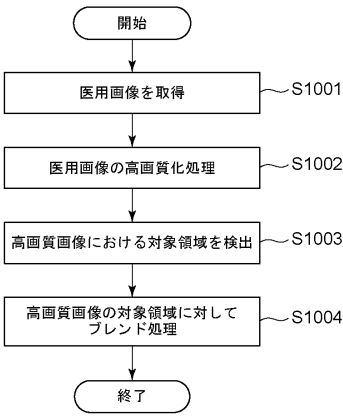 開始
医用画像を取得
S1001
医用画像の高画質化処理
S1002
高画質画像における対象領域を検出
S1003
高画質画像の対象領域に対して
ブレンド処理
S1004
終了